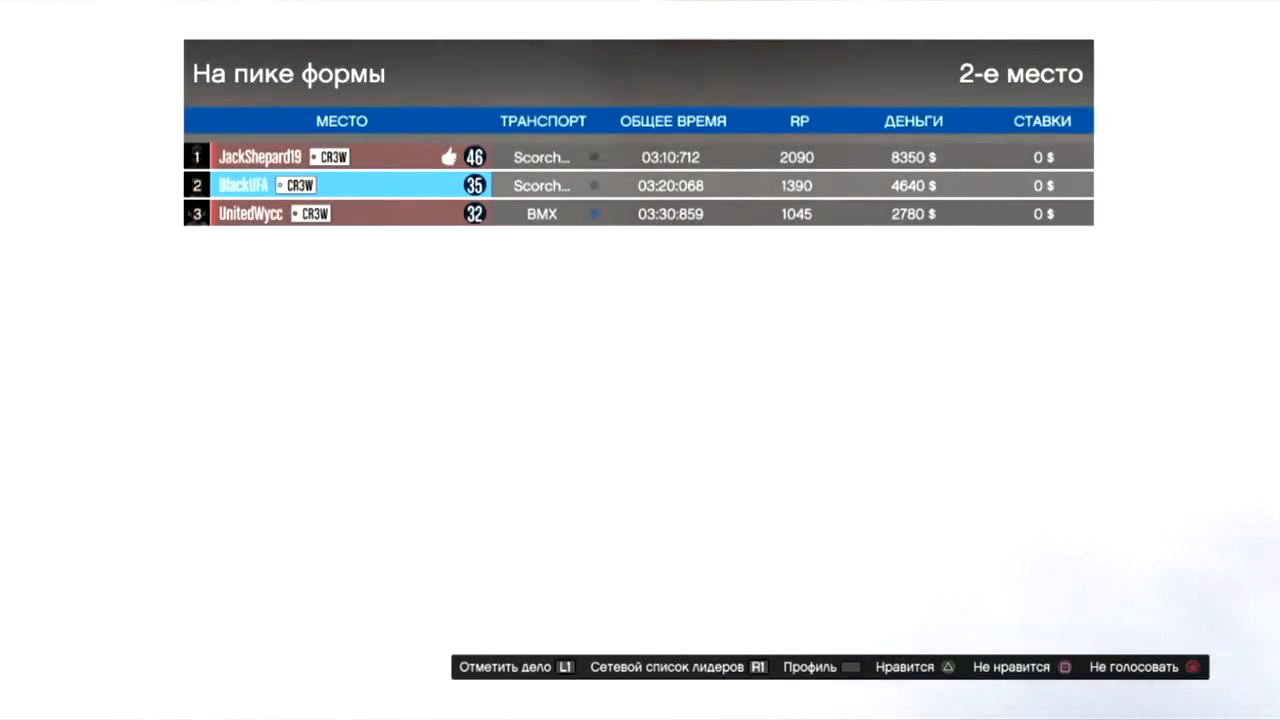 На пике формы 2-е место
МЕСТО ТРАНСПОРТ ОБЩЕЕ ВРЕМЯ RP ДЕНЬГИ СТАВКИ
1 JackShepard19 CR3W 46 Scorch... 03:10:712 2090 8350 $ 0 $
2 BlackUFA CR3W 35 Scorch... 03:20:068 1390 4640 $ 0 $
3 UnitedWycc CR3W 32 BMX 03:30:859 1045 2780 $ 0 $
Отметить дело L1 Сетевой список лидеров R1 Профиль Нравится Не нравится Не голосовать